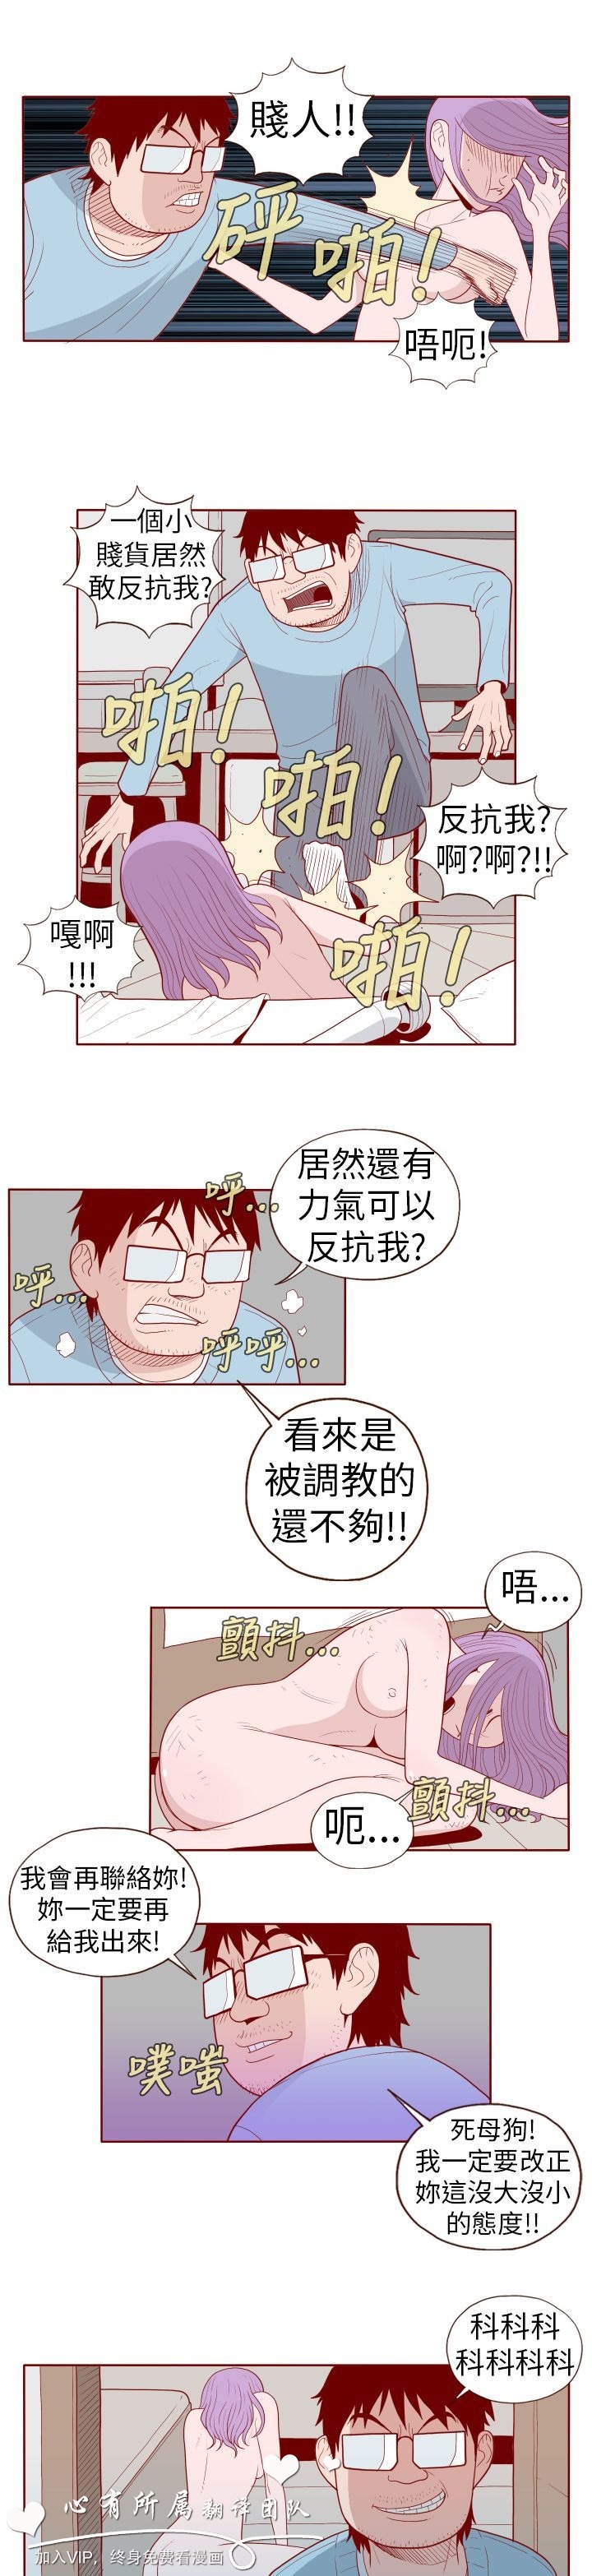 賤人!!
砰
啪!
唔呃!
一個小
賤貨居然
敢反抗我?
啪!
啪!
反抗我?
啊?啊?!!
嘎啊
!!!
啪!
居然還有
力氣可以
反抗我?
呼...
呼...
呼呼...
看來是
被調教的
還不夠!!
唔...
顫抖...
顫抖...
呃...
我會再聯絡妳!
妳一定要再
給我出來!
噗嗤
死母狗!
我一定要改正
妳這沒大沒小
的態度!!
科科科
科科科科
心有所属翻译团队
加入VIP，终身免费看漫画